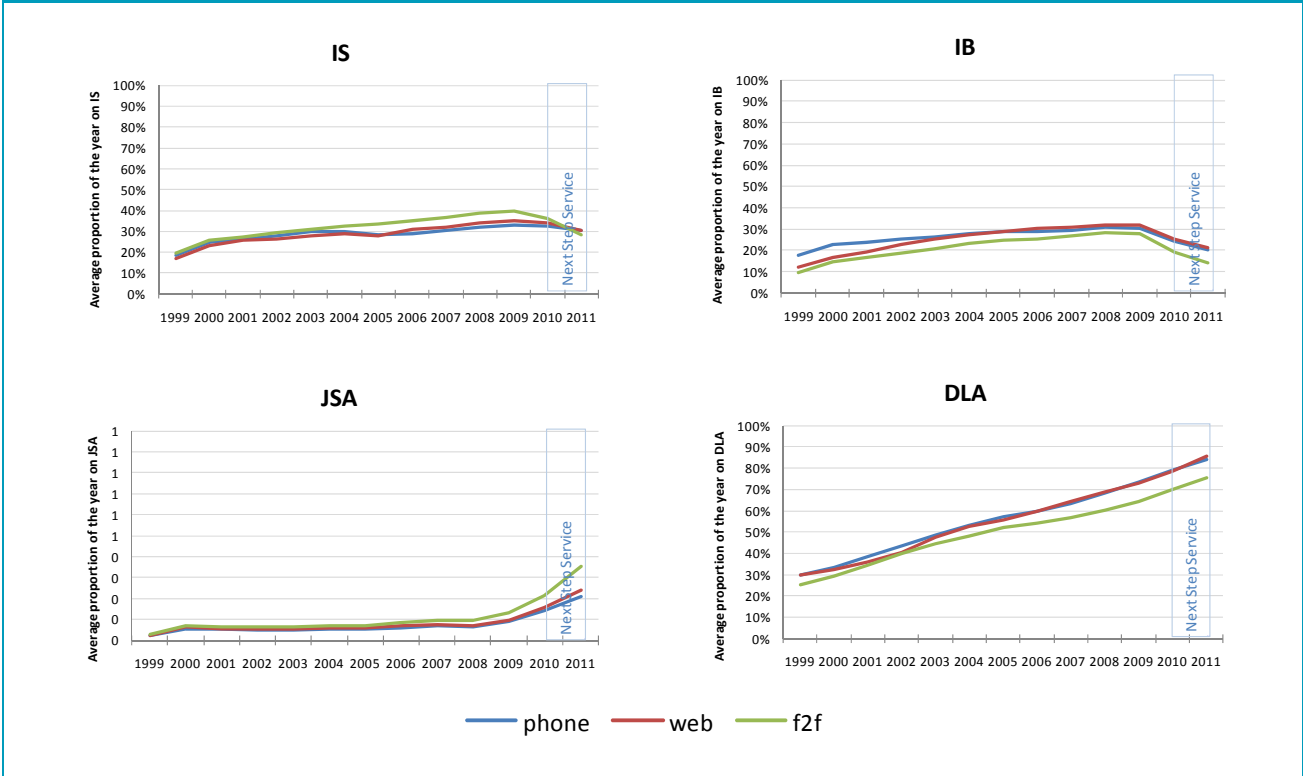 IS
Average proportion of the year on IS
100%
90%
80%
70%
60%
50%
40%
30%
20%
10%
0%
Next Step Service
1999 2000 2001 2002 2003 2004 2005 2006 2007 2008 2009 2010 2011
IB
Average proportion of the year on IB
100%
90%
80%
70%
60%
50%
40%
30%
20%
10%
0%
Next Step Service
1999 2000 2001 2002 2003 2004 2005 2006 2007 2008 2009 2010 2011
JSA
Average proportion of the year on JSA
1
1
1
1
1
1
0
0
0
0
0
Next Step Service
1999 2000 2001 2002 2003 2004 2005 2006 2007 2008 2009 2010 2011
DLA
Average proportion of the year on DLA
100%
90%
80%
70%
60%
50%
40%
30%
20%
10%
0%
Next Step Service
1999 2000 2001 2002 2003 2004 2005 2006 2007 2008 2009 2010 2011
phone web f2f